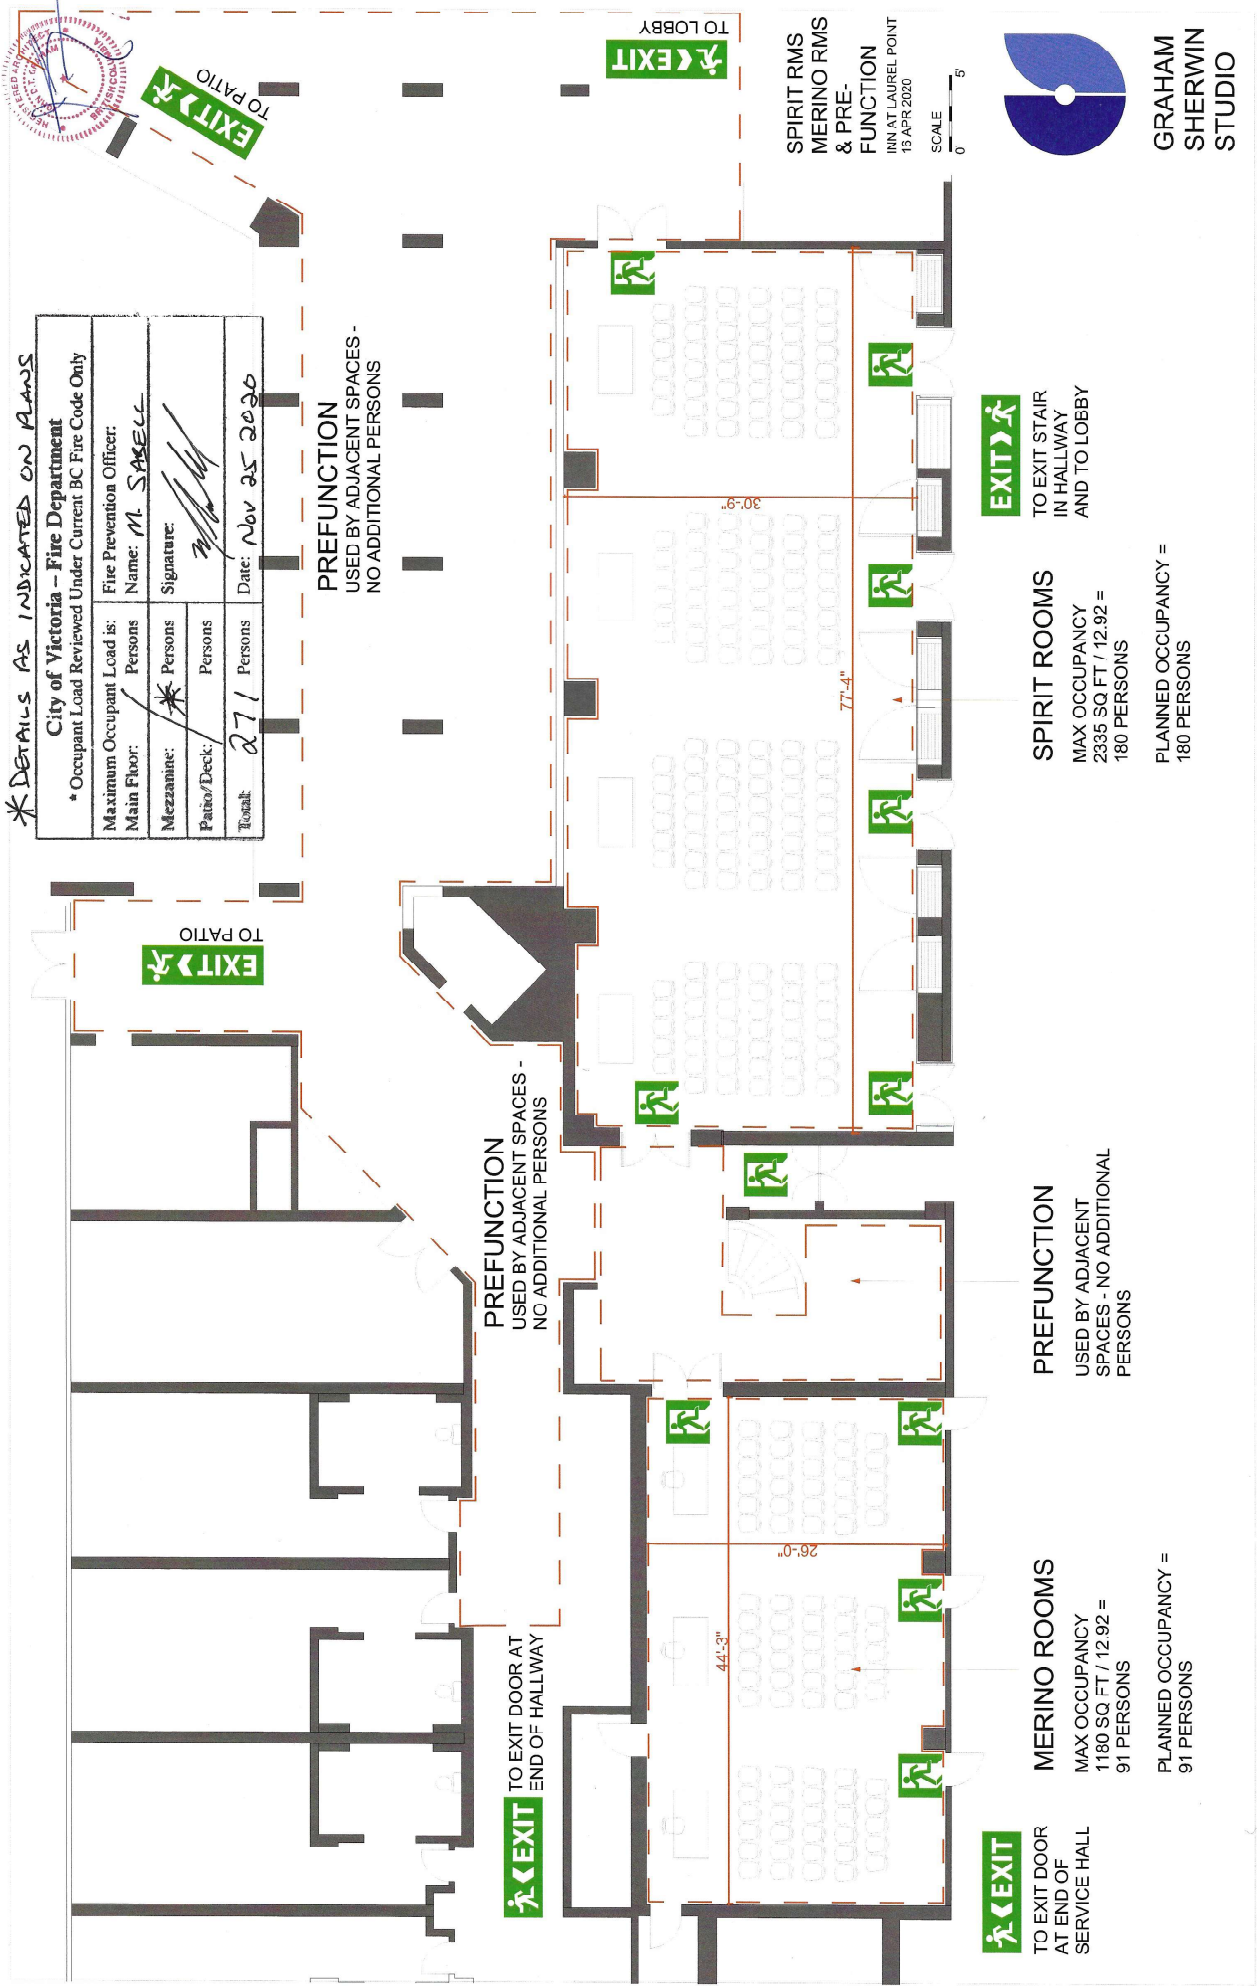 *DETAILS AS INDICATED ON PLANS
City of Victoria – Fire Department
*Occupant Load Reviewed Under Current BC Fire Code Only
Maximum Occupant Load is:
Main Floor: Persons
Mezzanine: * Persons
Patio/Deck: Persons
Total: 271 Persons
Fire Prevention Officer:
Name: M. SABELL
Signature:
Date: Nov 25 2020
REGISTERED ARCHITECT
BRITISH COLUMBIA
EXIT
TO PATIO
EXIT
TO LOBBY
EXIT
TO PATIO
PREFUNCTION
USED BY ADJACENT SPACES -
NO ADDITIONAL PERSONS
PREFUNCTION
USED BY ADJACENT SPACES -
NO ADDITIONAL PERSONS
EXIT
TO EXIT DOOR AT
END OF HALLWAY
44'-3"
26'-0"
77'-4"
30'-9"
EXIT
TO EXIT DOOR
AT END OF
SERVICE HALL
MERINO ROOMS
MAX OCCUPANCY
1180 SQ FT / 12.92 =
91 PERSONS
PLANNED OCCUPANCY =
91 PERSONS
PREFUNCTION
USED BY ADJACENT
SPACES - NO ADDITIONAL
PERSONS
SPIRIT ROOMS
MAX OCCUPANCY
2335 SQ FT / 12.92 =
180 PERSONS
PLANNED OCCUPANCY =
180 PERSONS
EXIT
TO EXIT STAIR
IN HALLWAY
AND TO LOBBY
SPIRIT RMS
MERINO RMS
& PRE-
FUNCTION
INN AT LAUREL POINT
16 APR 2020
SCALE
0 5'
GRAHAM
SHERWIN
STUDIO